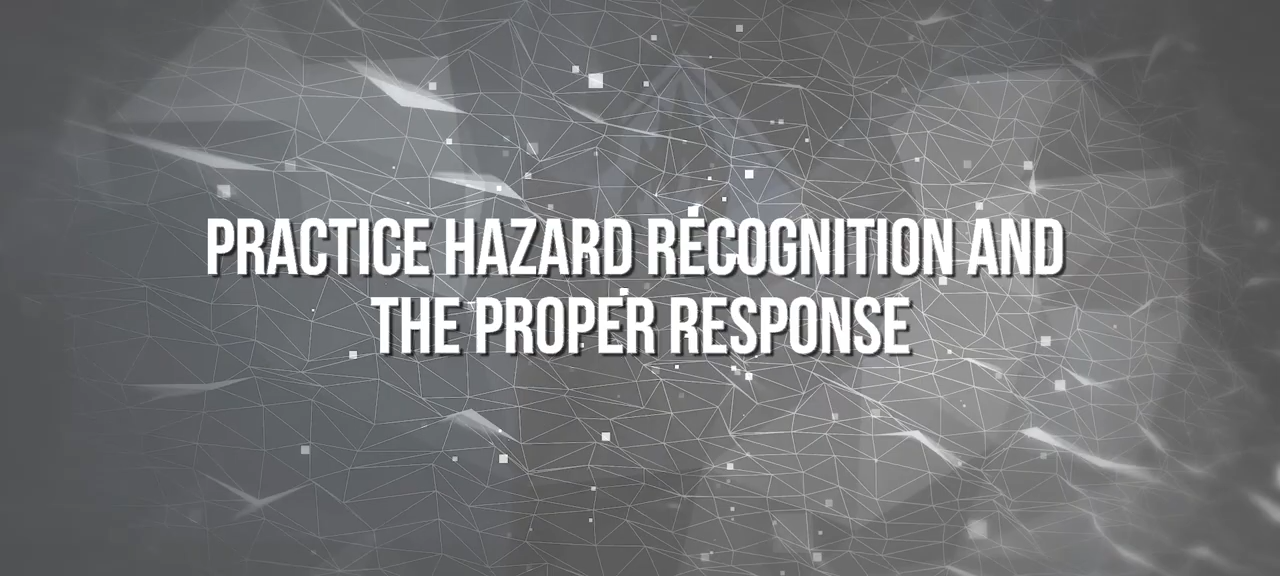 PRACTICE HAZARD RECOGNITION AND
THE PROPER RESPONSE